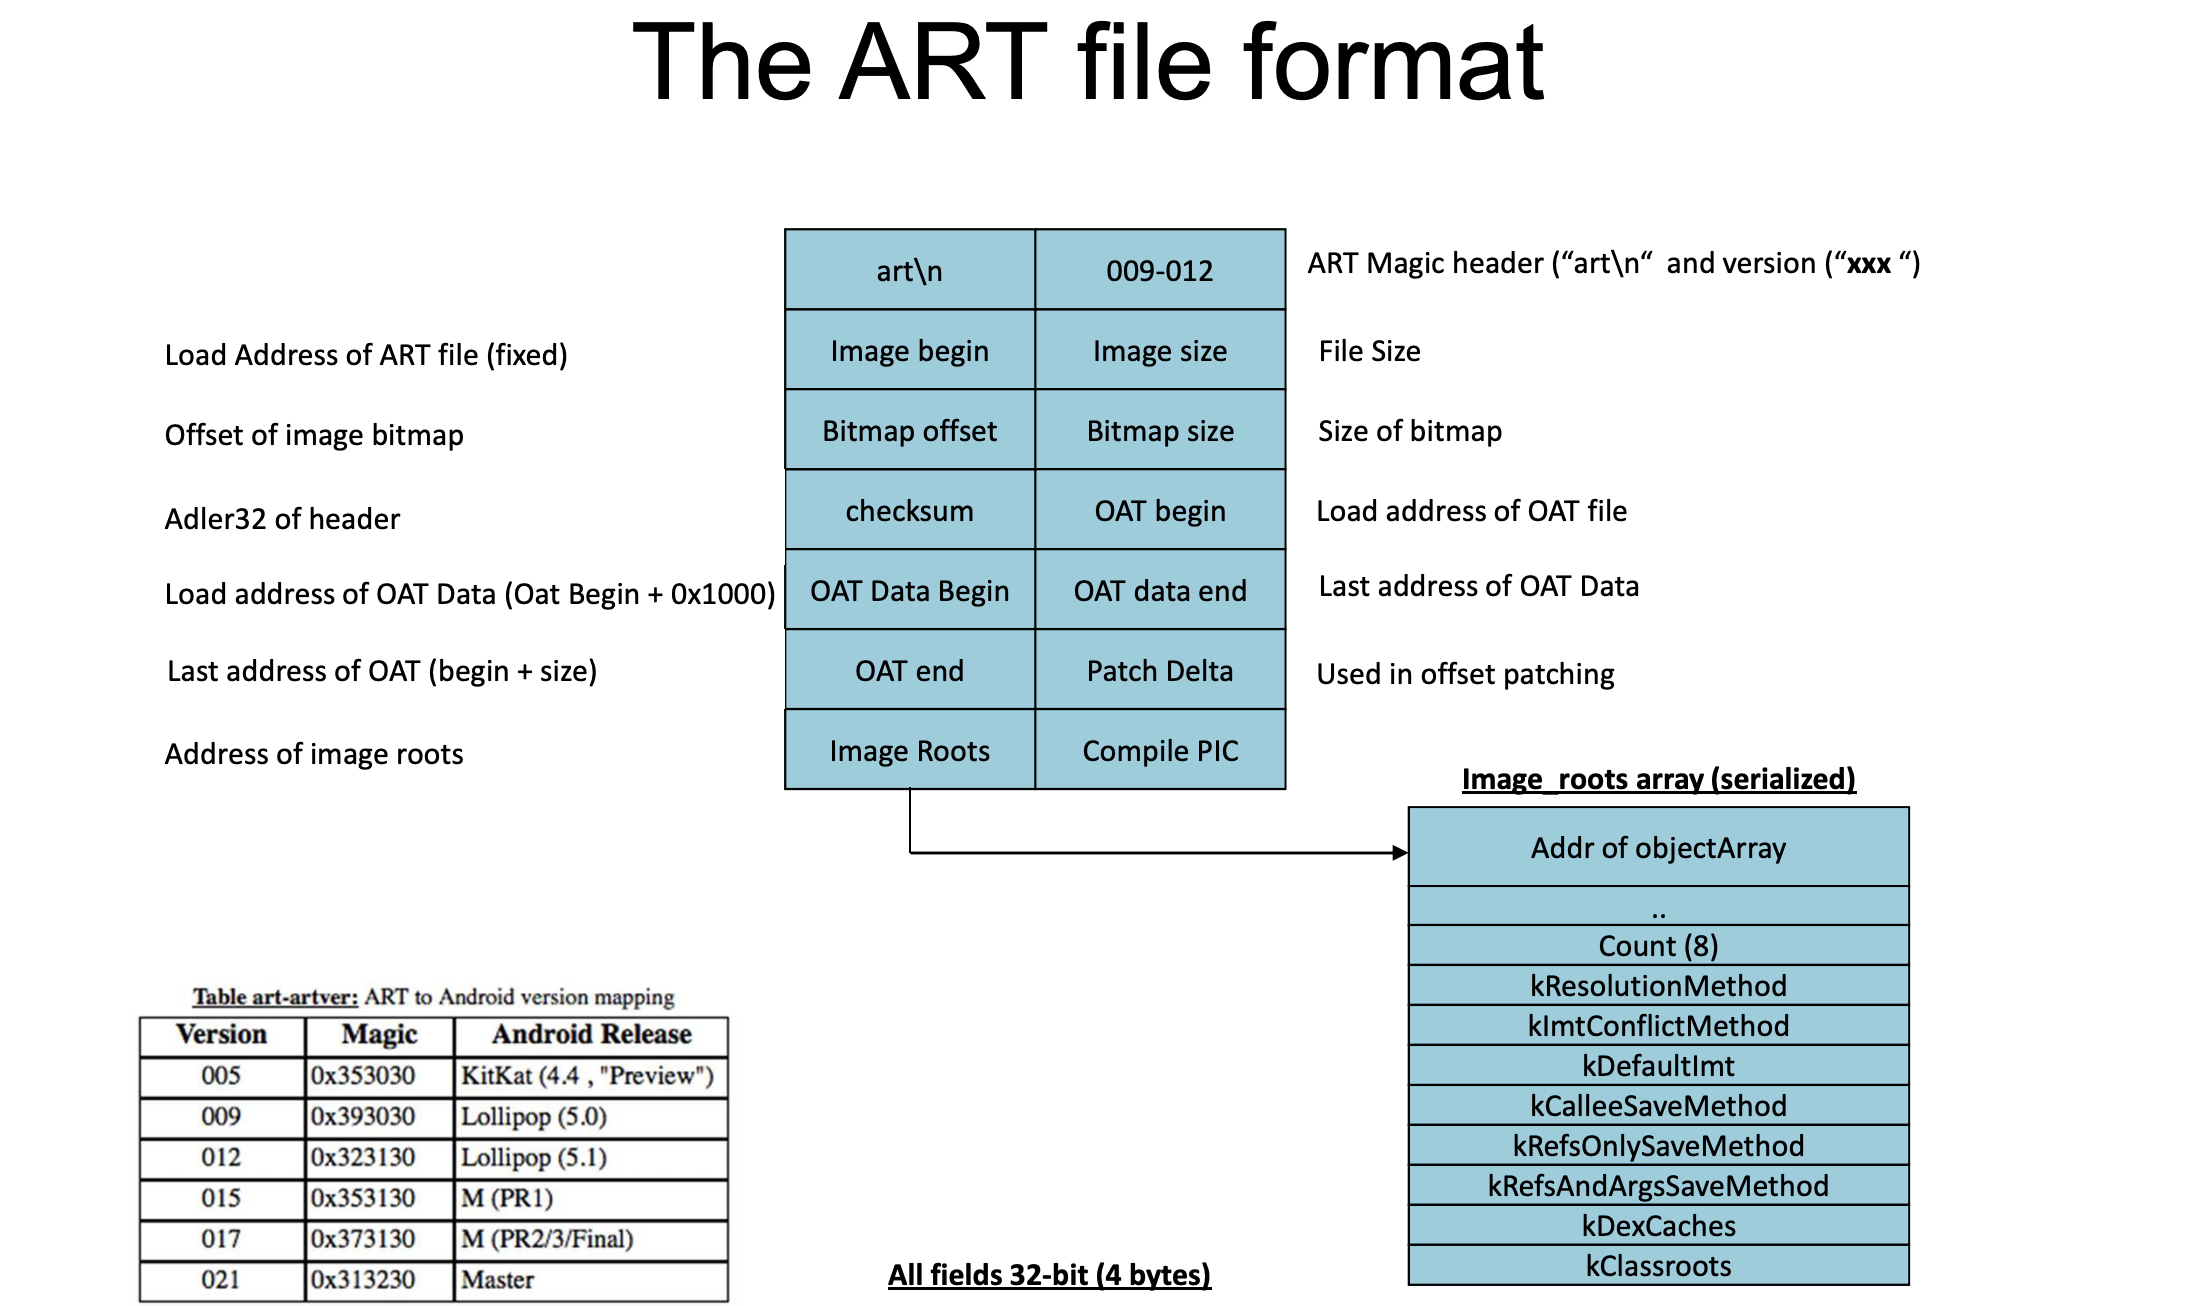 The ART file format
art\n 009-012 ART Magic header (“art\n“ and version (“xxx “)
Load Address of ART file (fixed) Image begin Image size File Size
Offset of image bitmap Bitmap offset Bitmap size Size of bitmap
Adler32 of header checksum OAT begin Load address of OAT file
Load address of OAT Data (Oat Begin + 0x1000) OAT Data Begin OAT data end Last address of OAT Data
Last address of OAT (begin + size) OAT end Patch Delta Used in offset patching
Address of image roots Image Roots Compile PIC
Image_roots array (serialized)
Addr of objectArray
..
Count (8)
kResolutionMethod
kImtConflictMethod
kDefaultImt
kCalleeSaveMethod
kRefsOnlySaveMethod
kRefsAndArgsSaveMethod
kDexCaches
kClassroots
Table art-artver: ART to Android version mapping
Version Magic Android Release
005 0x353030 KitKat (4.4 , "Preview")
009 0x393030 Lollipop (5.0)
012 0x323130 Lollipop (5.1)
015 0x353130 M (PR1)
017 0x373130 M (PR2/3/Final)
021 0x313230 Master
All fields 32-bit (4 bytes)